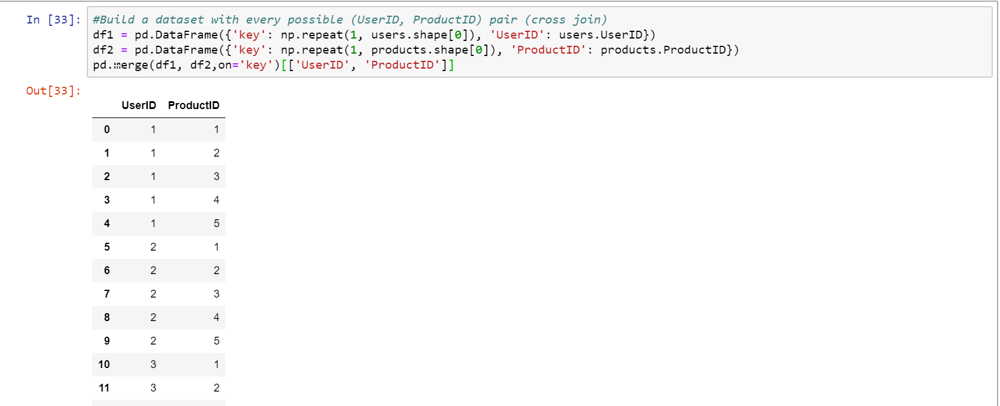 In [33]: #Build a dataset with every possible (UserID, ProductID) pair (cross join)
df1 = pd.DataFrame({'key': np.repeat(1, users.shape[0]), 'UserID': users.UserID})
df2 = pd.DataFrame({'key': np.repeat(1, products.shape[0]), 'ProductID': products.ProductID})
pd.merge(df1, df2,on='key')[['UserID', 'ProductID']]
Out[33]:
UserID ProductID
0 1 1
1 1 2
2 1 3
3 1 4
4 1 5
5 2 1
6 2 2
7 2 3
8 2 4
9 2 5
10 3 1
11 3 2